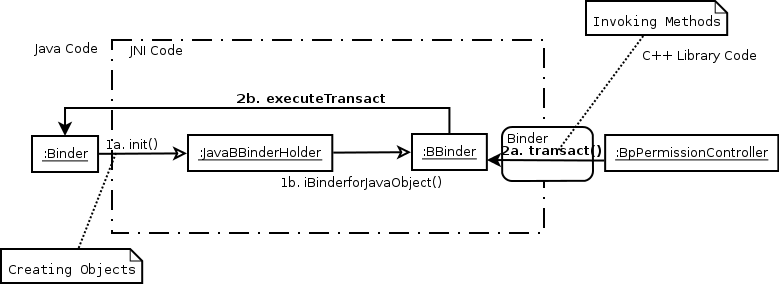 Invoking Methods
Java Code
JNI Code
C++ Library Code
2b. executeTransact
Binder
1a. init()
2a. transact()
:Binder
:JavaBBinderHolder
:BBinder
:BpPermissionController
1b. iBinderforJavaObject()
Creating Objects